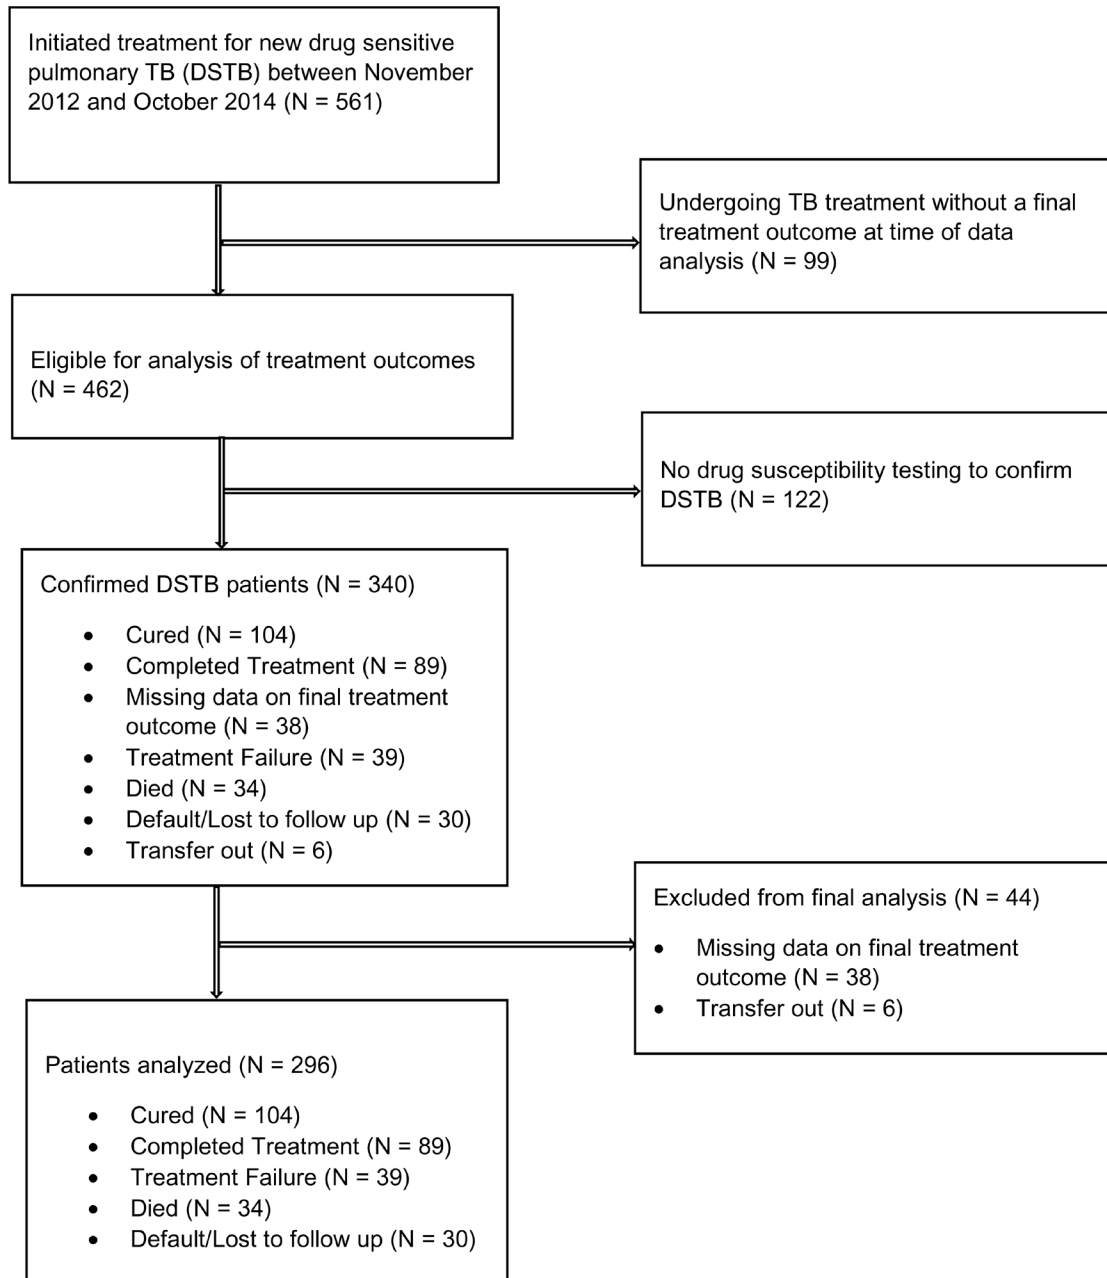 Initiated treatment for new drug sensitive
pulmonary TB (DSTB) between November
2012 and October 2014 (N = 561)
Undergoing TB treatment without a final
treatment outcome at time of data
analysis (N = 99)
Eligible for analysis of treatment outcomes
(N = 462)
No drug susceptibility testing to confirm
DSTB (N = 122)
Confirmed DSTB patients (N = 340)
• Cured (N = 104)
• Completed Treatment (N = 89)
• Missing data on final treatment
outcome (N = 38)
• Treatment Failure (N = 39)
• Died (N = 34)
• Default/Lost to follow up (N = 30)
• Transfer out (N = 6)
Excluded from final analysis (N = 44)
• Missing data on final treatment
outcome (N = 38)
• Transfer out (N = 6)
Patients analyzed (N = 296)
• Cured (N = 104)
• Completed Treatment (N = 89)
• Treatment Failure (N = 39)
• Died (N = 34)
• Default/Lost to follow up (N = 30)